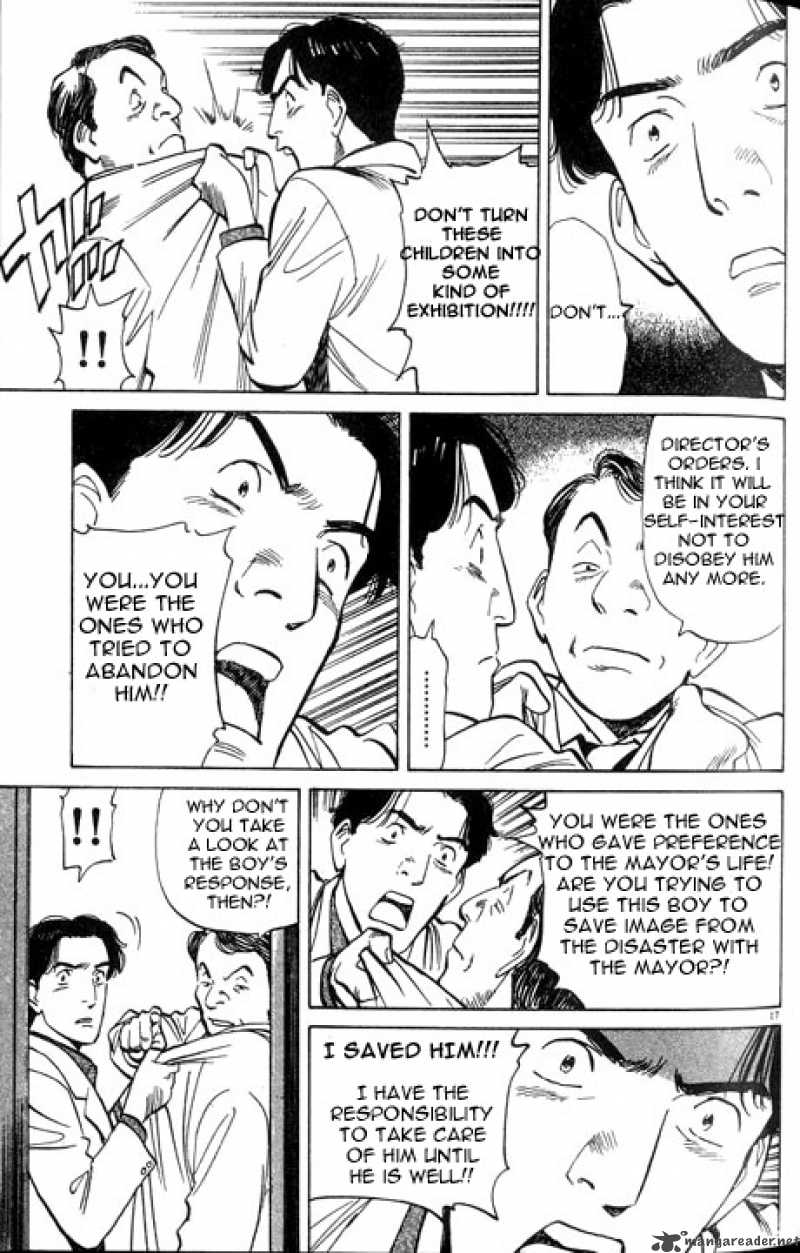 DON'T...
DON'T TURN
THESE
CHILDREN INTO
SOME
KIND OF
EXHIBITION!!!!
ガバッ
!!
DIRECTOR'S
ORDERS. I
THINK IT WILL
BE IN YOUR
SELF-INTEREST
NOT TO
DISOBEY HIM
ANY MORE.
.........
YOU...YOU
WERE THE
ONES WHO
TRIED TO
ABANDON
HIM!!
YOU WERE THE ONES
WHO GAVE PREFERENCE
TO THE MAYOR'S LIFE!
ARE YOU TRYING TO
USE THIS BOY TO
SAVE IMAGE FROM
THE DISASTER WITH
THE MAYOR?!
17
I SAVED HIM!!!
I HAVE THE
RESPONSIBILITY
TO TAKE CARE
OF HIM UNTIL
HE IS WELL!!
WHY DON'T
YOU TAKE
A LOOK AT
THE BOY'S
RESPONSE,
THEN?!
!!
mangareader.net